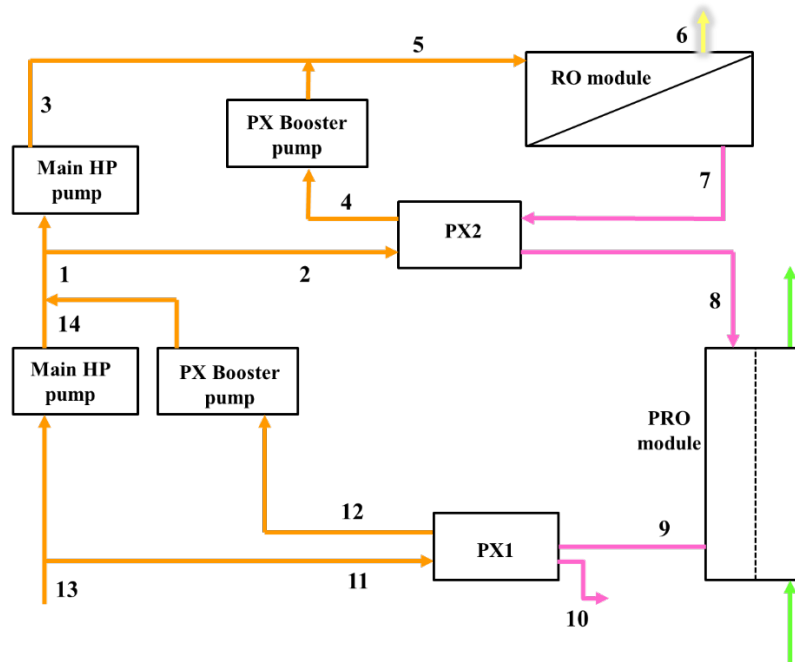 6
5
RO module
3
PX Booster
pump
Main HP
pump
7
4
PX2
1
2
8
14
Main HP
pump
PX Booster
pump
PRO
module
12
9
PX1
13
11
10